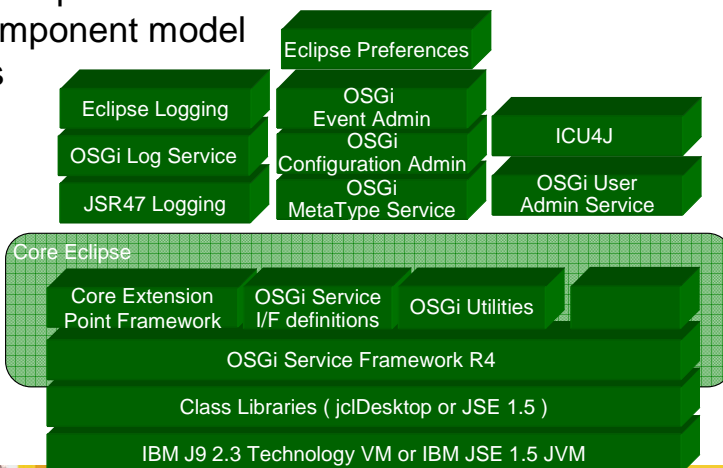 component model
Eclipse Preferences
Eclipse Logging
OSGi
Event Admin
ICU4J
OSGi Log Service
OSGi
Configuration Admin
JSR47 Logging
OSGi
MetaType Service
OSGi User
Admin Service
Core Eclipse
Core Extension
Point Framework
OSGi Service
I/F definitions
OSGi Utilities
OSGi Service Framework R4
Class Libraries ( jclDesktop or JSE 1.5 )
IBM J9 2.3 Technology VM or IBM JSE 1.5 JVM